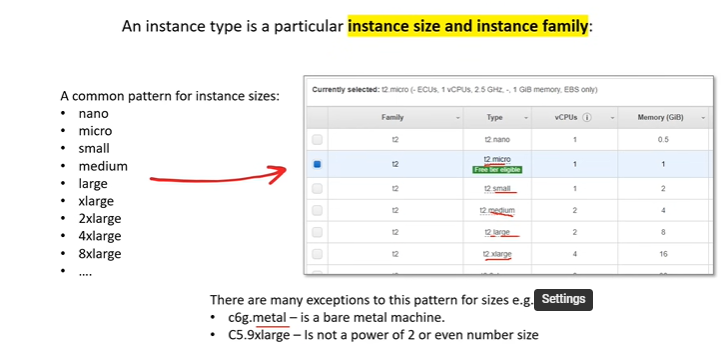 An instance type is a particular instance size and instance family:
A common pattern for instance sizes:
• nano
• micro
• small
• medium
• large
• xlarge
• 2xlarge
• 4xlarge
• 8xlarge
• ....
Currently selected: t2.micro (- ECUs, 1 vCPUs, 2.5 GHz, -, 1 GiB memory, EBS only)
Family Type vCPUs Memory (GiB)
t2 t2.nano 1 0.5
t2 t2.micro 1 1
Free tier eligible
t2 t2.small 1 2
t2 t2.medium 2 4
t2 t2.large 2 8
t2 t2.xlarge 4 16
There are many exceptions to this pattern for sizes e.g.
Settings
• c6g.metal – is a bare metal machine.
• C5.9xlarge – Is not a power of 2 or even number size